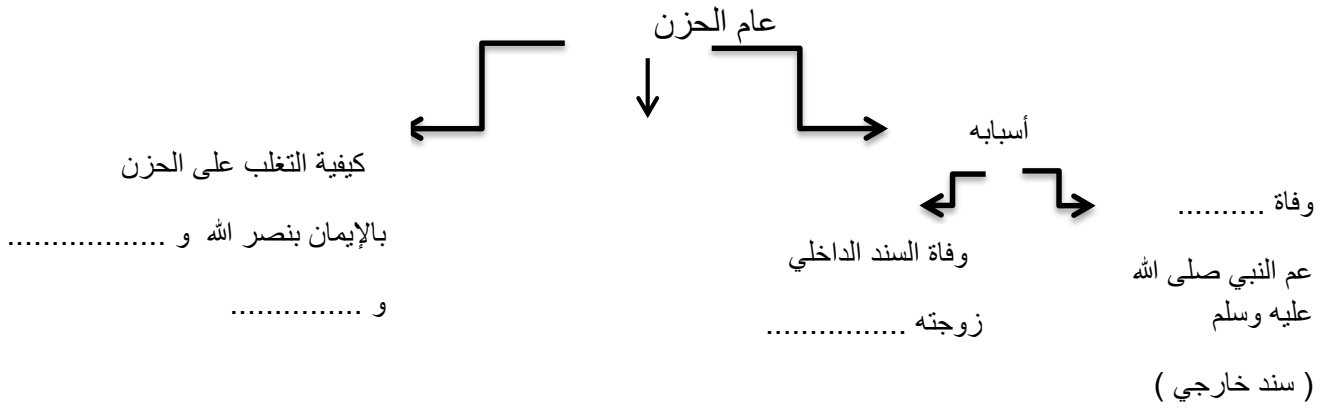 عام الحزن
أسبابه
وفاة ..........
عم النبي صلى الله
عليه وسلم
( سند خارجي )
وفاة السند الداخلي
زوجته ................
كيفية التغلب على الحزن
بالإيمان بنصر الله و ..................
و ...............